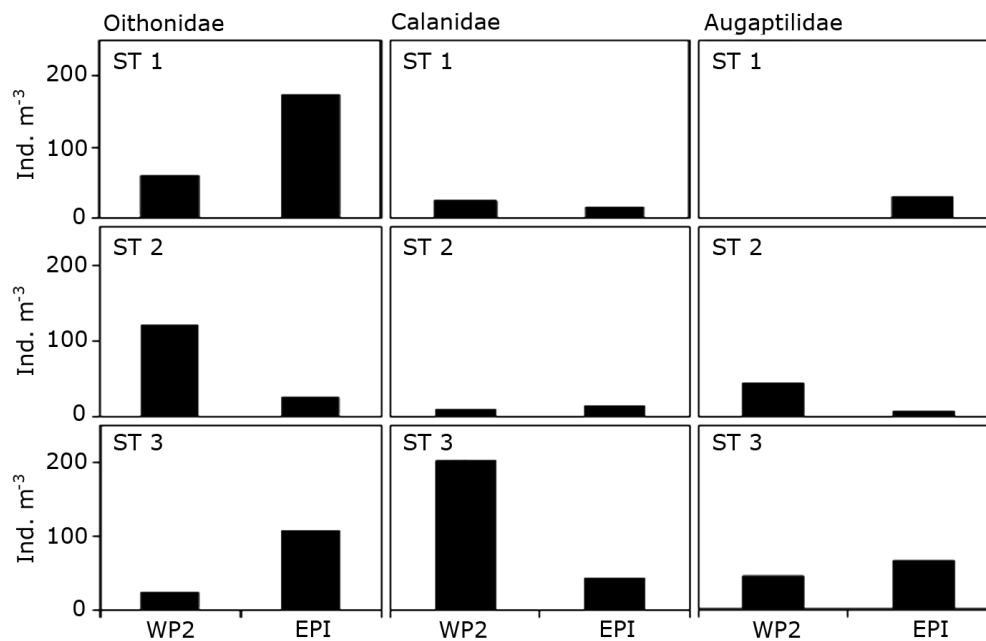 Oithonidae Calanidae Augaptilidae
ST 1 ST 1 ST 1
200
100
0
Ind. m⁻³
ST 2 ST 2 ST 2
200
100
0
Ind. m⁻³
ST 3 ST 3 ST 3
200
100
0
Ind. m⁻³
WP2 EPI WP2 EPI WP2 EPI